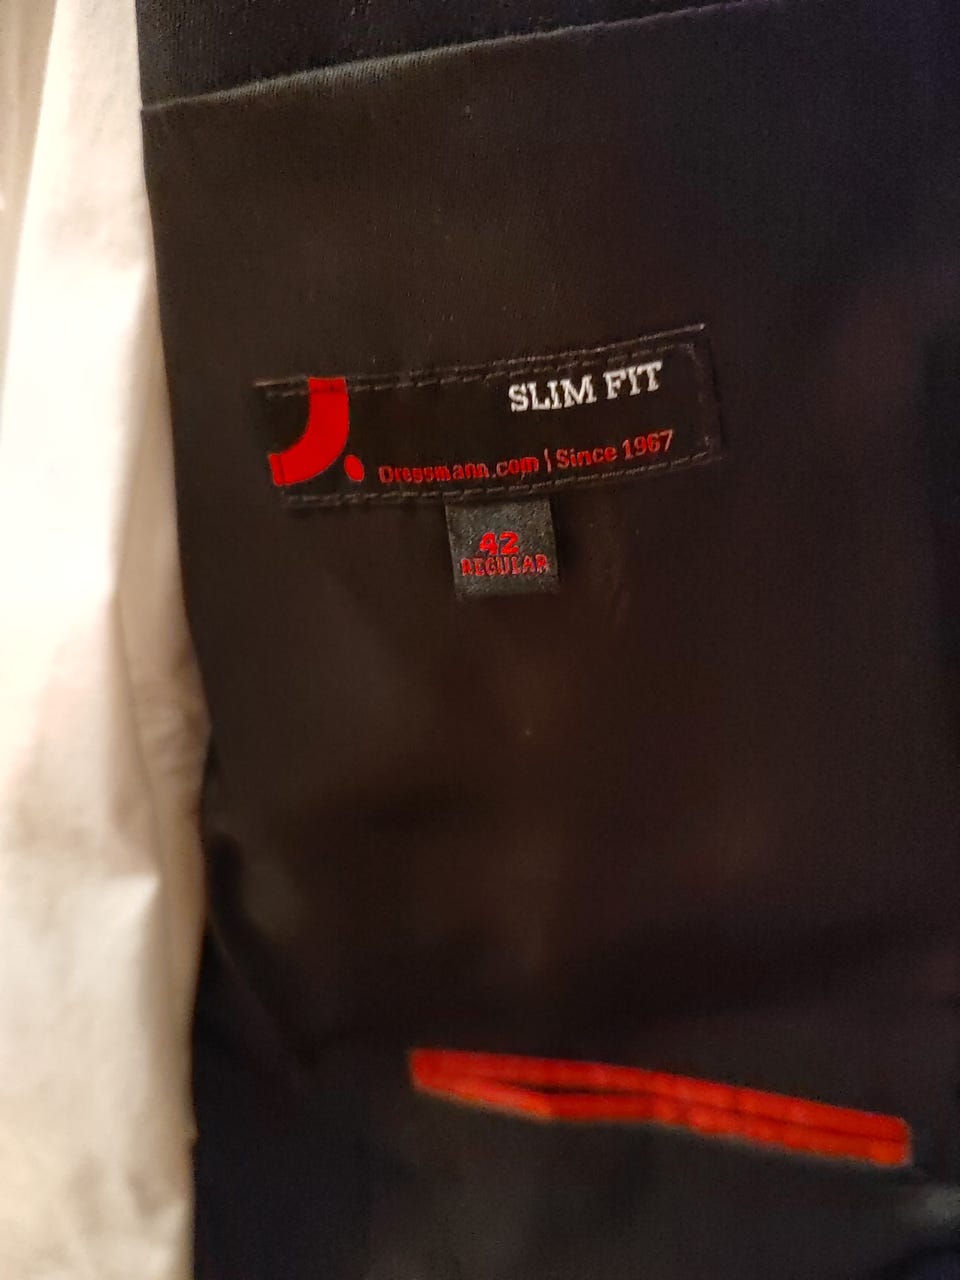 SLIM FIT
Dressmann.com | Since 1967
42
REGULAR